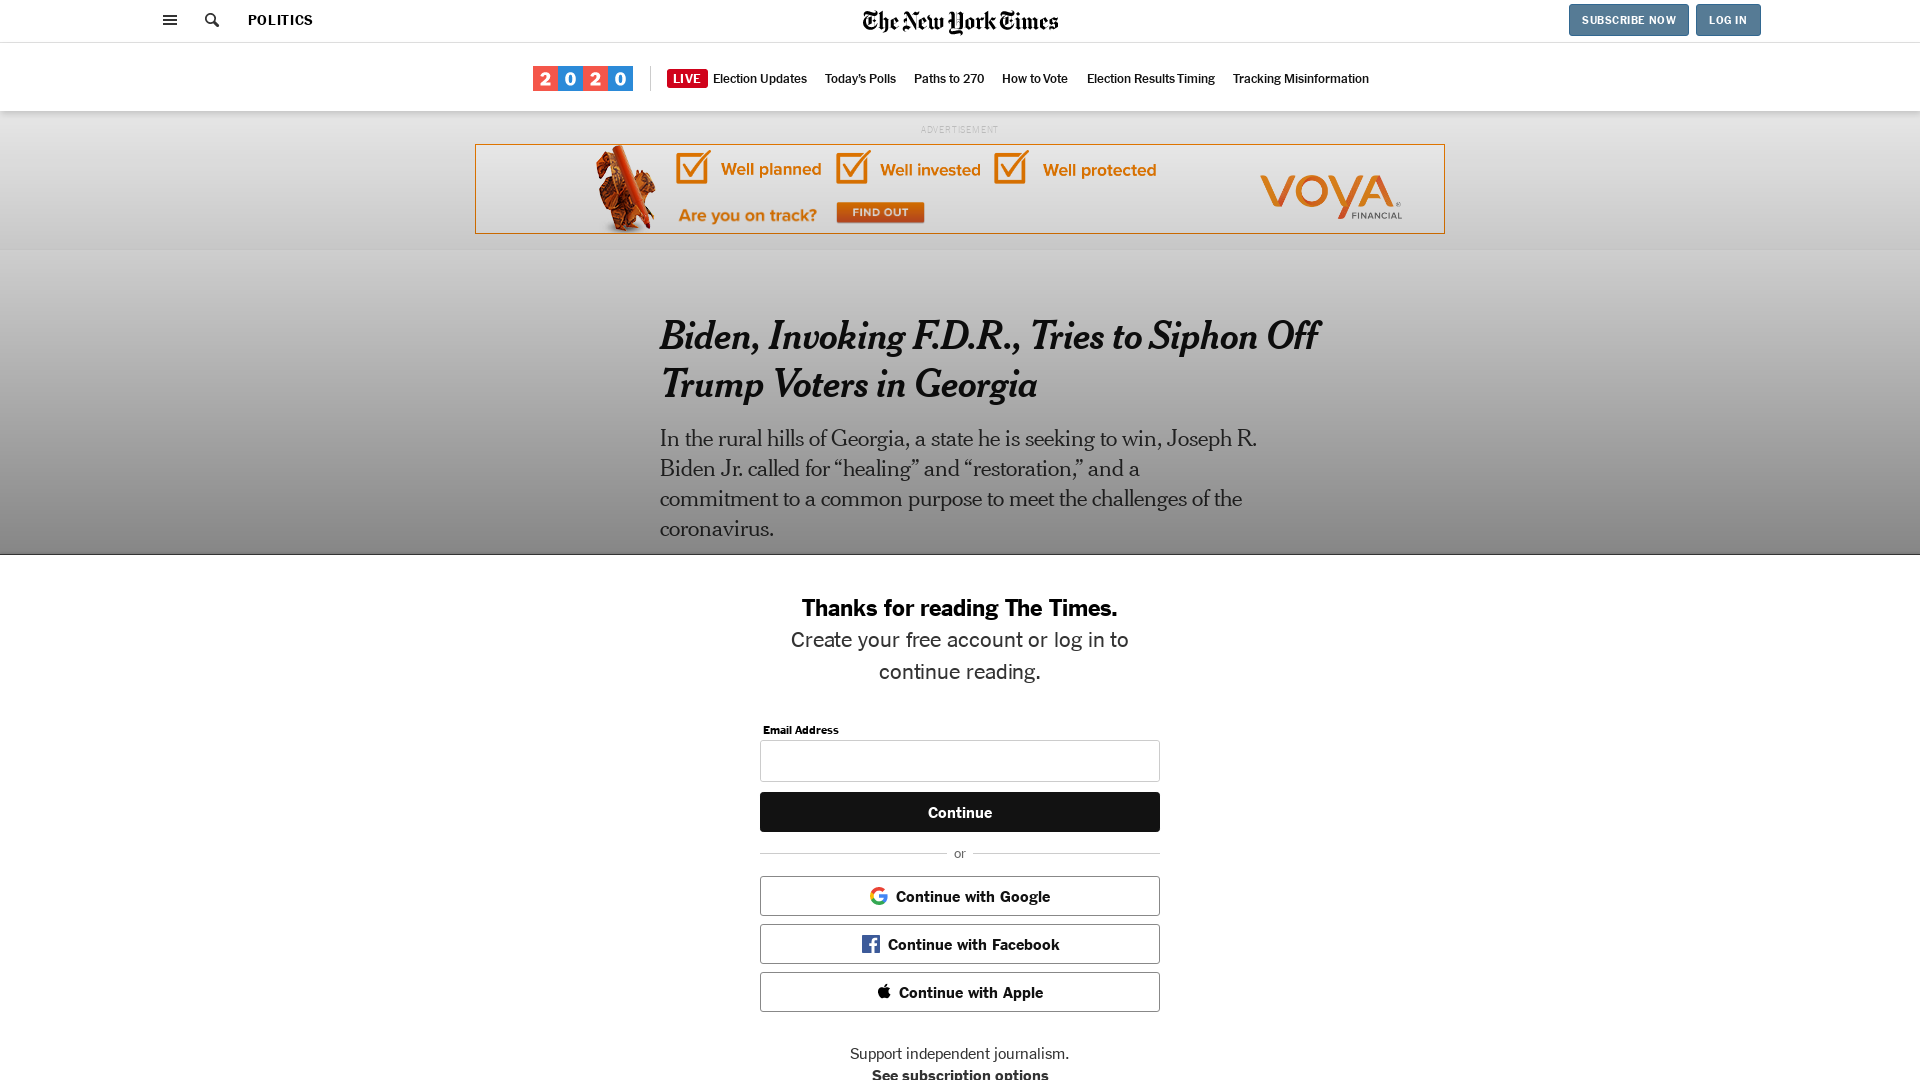 POLITICS
The New York Times
SUBSCRIBE NOW
LOG IN
2020
LIVE Election Updates
Today's Polls
Paths to 270
How to Vote
Election Results Timing
Tracking Misinformation
ADVERTISEMENT
Well planned
Well invested
Well protected
Are you on track?
FIND OUT
VOYA®
FINANCIAL
Biden, Invoking F.D.R., Tries to Siphon Off
Trump Voters in Georgia
In the rural hills of Georgia, a state he is seeking to win, Joseph R.
Biden Jr. called for “healing” and “restoration,” and a
commitment to a common purpose to meet the challenges of the
coronavirus.
Thanks for reading The Times.
Create your free account or log in to
continue reading.
Email Address
Continue
or
Continue with Google
Continue with Facebook
Continue with Apple
Support independent journalism.
See subscription options